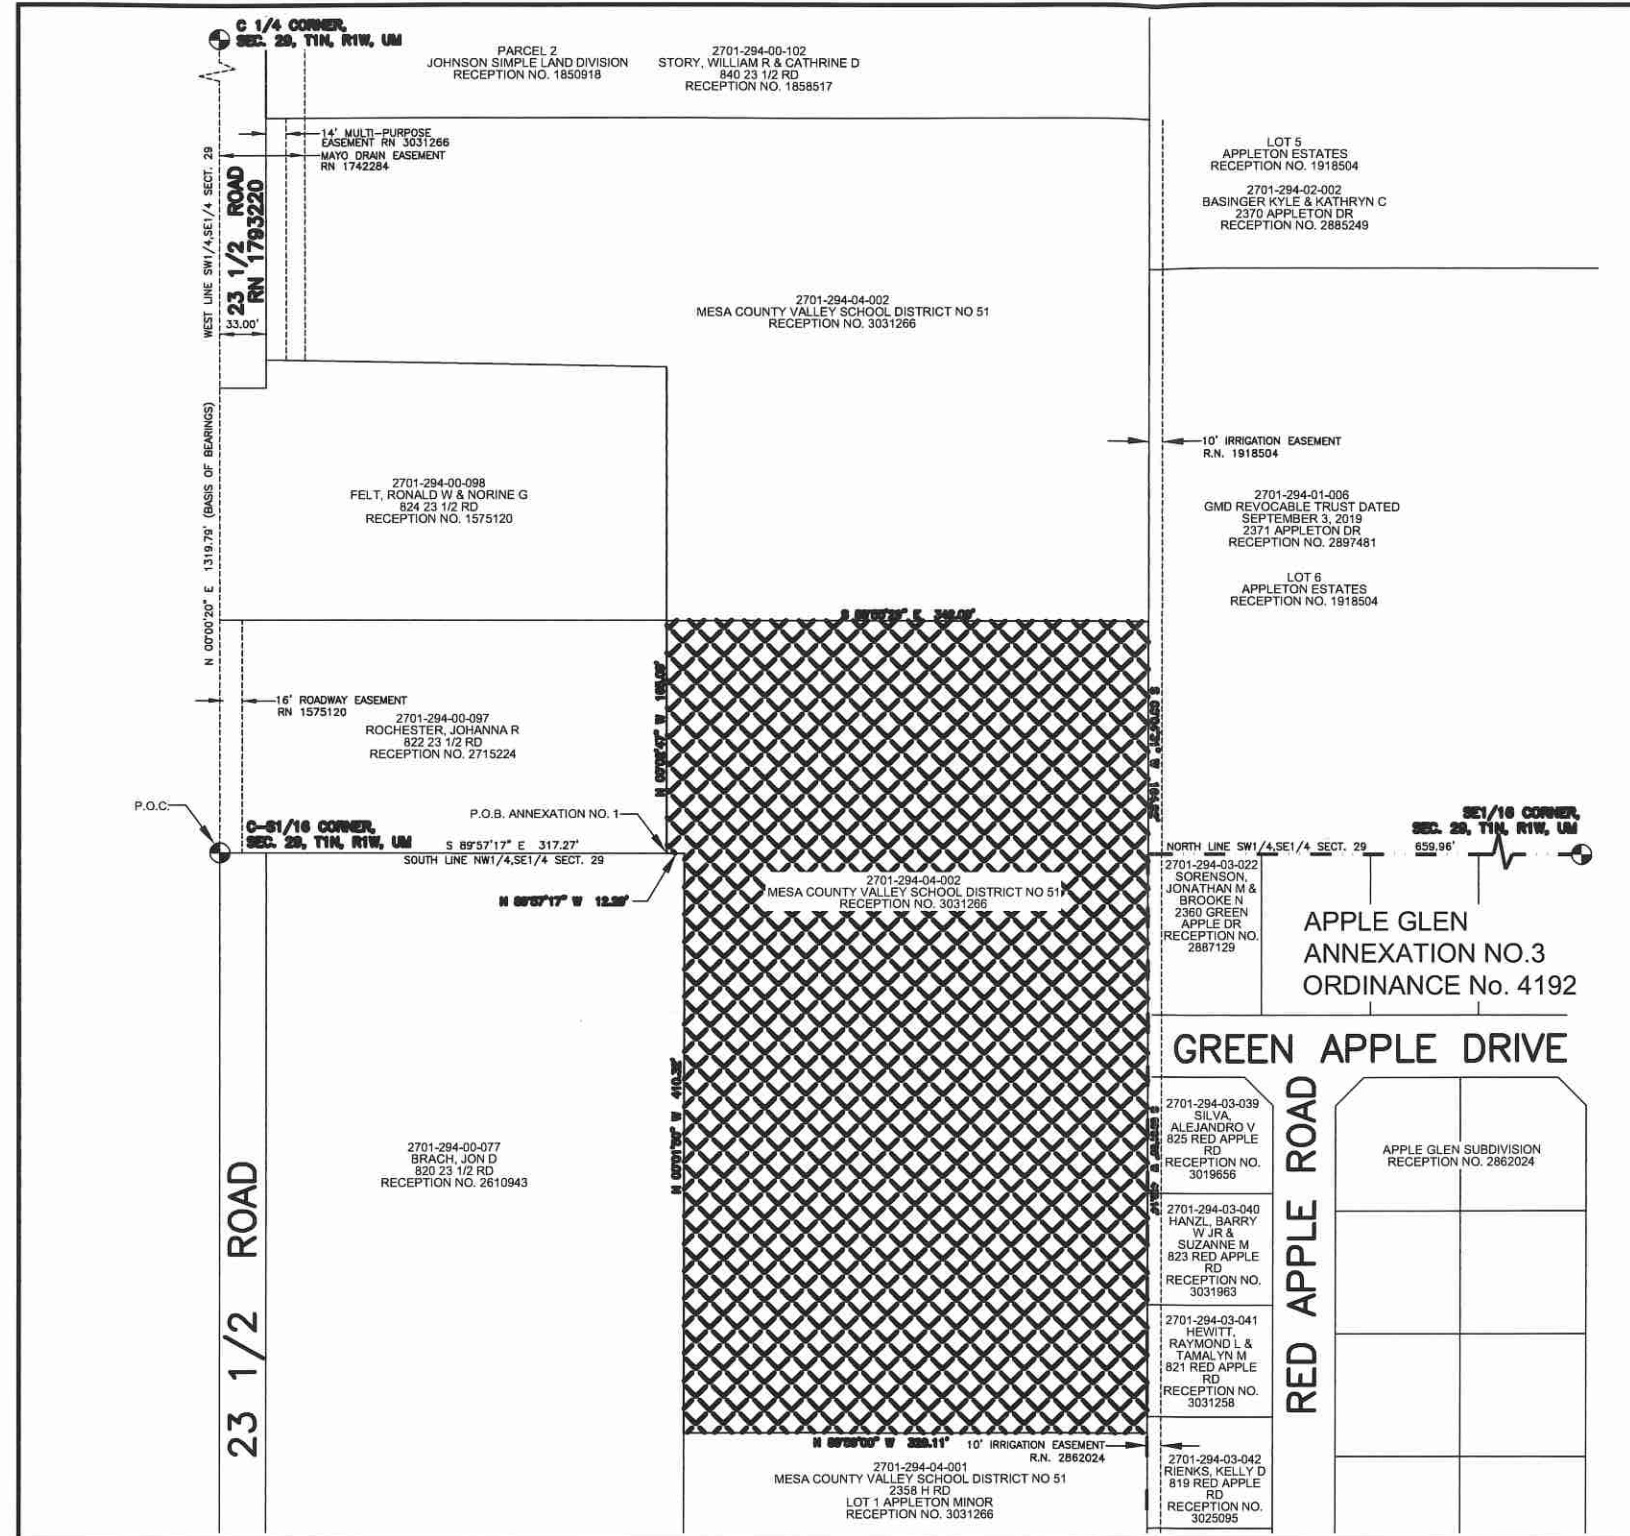 C 1/4 CORNER,
SEC. 29, T1N, R1W, UM
PARCEL 2
JOHNSON SIMPLE LAND DIVISION
RECEPTION NO. 1850918
2701-294-00-102
STORY, WILLIAM R & CATHRINE D
840 23 1/2 RD
RECEPTION NO. 1858517
14' MULTI-PURPOSE
EASEMENT RN 3031266
MAYO DRAIN EASEMENT
RN 1742284
WEST LINE SW1/4,SE1/4 SECT. 29
23 1/2 ROAD
RN 1793220
33.00'
LOT 5
APPLETON ESTATES
RECEPTION NO. 1918504
2701-294-02-002
BASINGER KYLE & KATHRYN C
2370 APPLETON DR
RECEPTION NO. 2885249
2701-294-04-002
MESA COUNTY VALLEY SCHOOL DISTRICT NO 51
RECEPTION NO. 3031266
N 00°00'20" E 1319.79' (BASIS OF BEARINGS)
10' IRRIGATION EASEMENT
R.N. 1918504
2701-294-00-098
FELT, RONALD W & NORINE G
824 23 1/2 RD
RECEPTION NO. 1575120
2701-294-01-006
GMD REVOCABLE TRUST DATED
SEPTEMBER 3, 2019
2371 APPLETON DR
RECEPTION NO. 2897481
LOT 6
APPLETON ESTATES
RECEPTION NO. 1918504
16' ROADWAY EASEMENT
RN 1575120
2701-294-00-097
ROCHESTER, JOHANNA R
822 23 1/2 RD
RECEPTION NO. 2715224
P.O.C.
P.O.B. ANNEXATION NO. 1
C-S1/16 CORNER,
SEC. 29, T1N, R1W, UM
S 89°57'17" E 317.27'
SOUTH LINE NW1/4,SE1/4 SECT. 29
N 89°57'17" W
SE1/16 CORNER,
SEC. 29, T1N, R1W, UM
NORTH LINE SW1/4,SE1/4 SECT. 29 659.96'
2701-294-04-002
MESA COUNTY VALLEY SCHOOL DISTRICT NO 51
RECEPTION NO. 3031266
2701-294-03-022
SORENSON,
JONATHAN M &
BROOKE N
2360 GREEN
APPLE DR
RECEPTION NO.
2887129
APPLE GLEN
ANNEXATION NO.3
ORDINANCE No. 4192
GREEN APPLE DRIVE
RED APPLE ROAD
2701-294-03-039
SILVA,
ALEJANDRO V
825 RED APPLE
RD
RECEPTION NO.
3019656
APPLE GLEN SUBDIVISION
RECEPTION NO. 2862024
2701-294-00-077
BRACH, JON D
820 23 1/2 RD
RECEPTION NO. 2610943
23 1/2 ROAD
2701-294-03-040
HANZL, BARRY
W JR &
SUZANNE M
823 RED APPLE
RD
RECEPTION NO.
3031963
2701-294-03-041
HEWITT,
RAYMOND L &
TAMALYN M
821 RED APPLE
RD
RECEPTION NO.
3031258
10' IRRIGATION EASEMENT
R.N. 2862024
2701-294-04-001
MESA COUNTY VALLEY SCHOOL DISTRICT NO 51
2358 H RD
LOT 1 APPLETON MINOR
RECEPTION NO. 3031266
2701-294-03-042
RIENKS, KELLY D
819 RED APPLE
RD
RECEPTION NO.
3025095